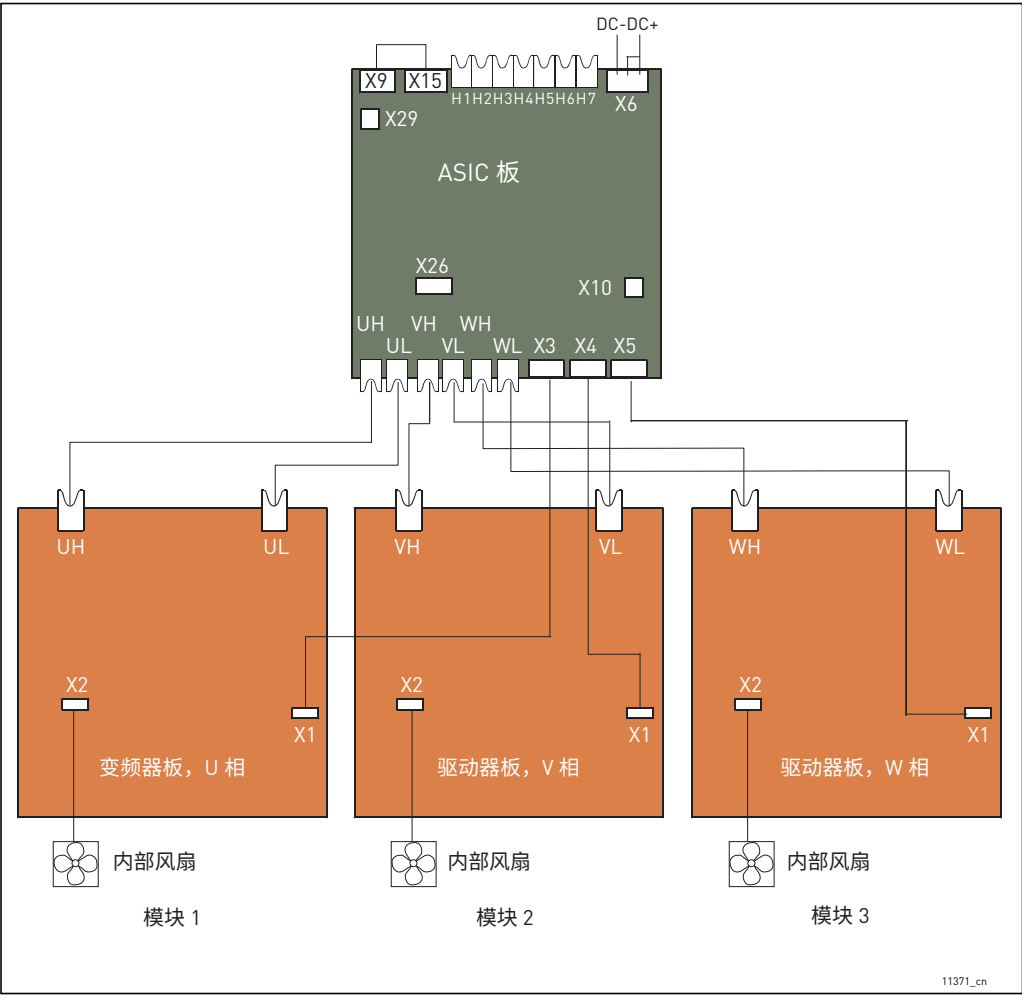 DC-DC+
X9 X15
H1H2H3H4H5H6H7
X6
X29
ASIC 板
X26
X10
UH VH WH
UL VL WL X3 X4 X5
UH UL VH VL WH WL
X2 X2 X2
X1 X1 X1
变频器板，U 相 驱动器板，V 相 驱动器板，W 相
内部风扇 内部风扇 内部风扇
模块 1 模块 2 模块 3
11371_cn